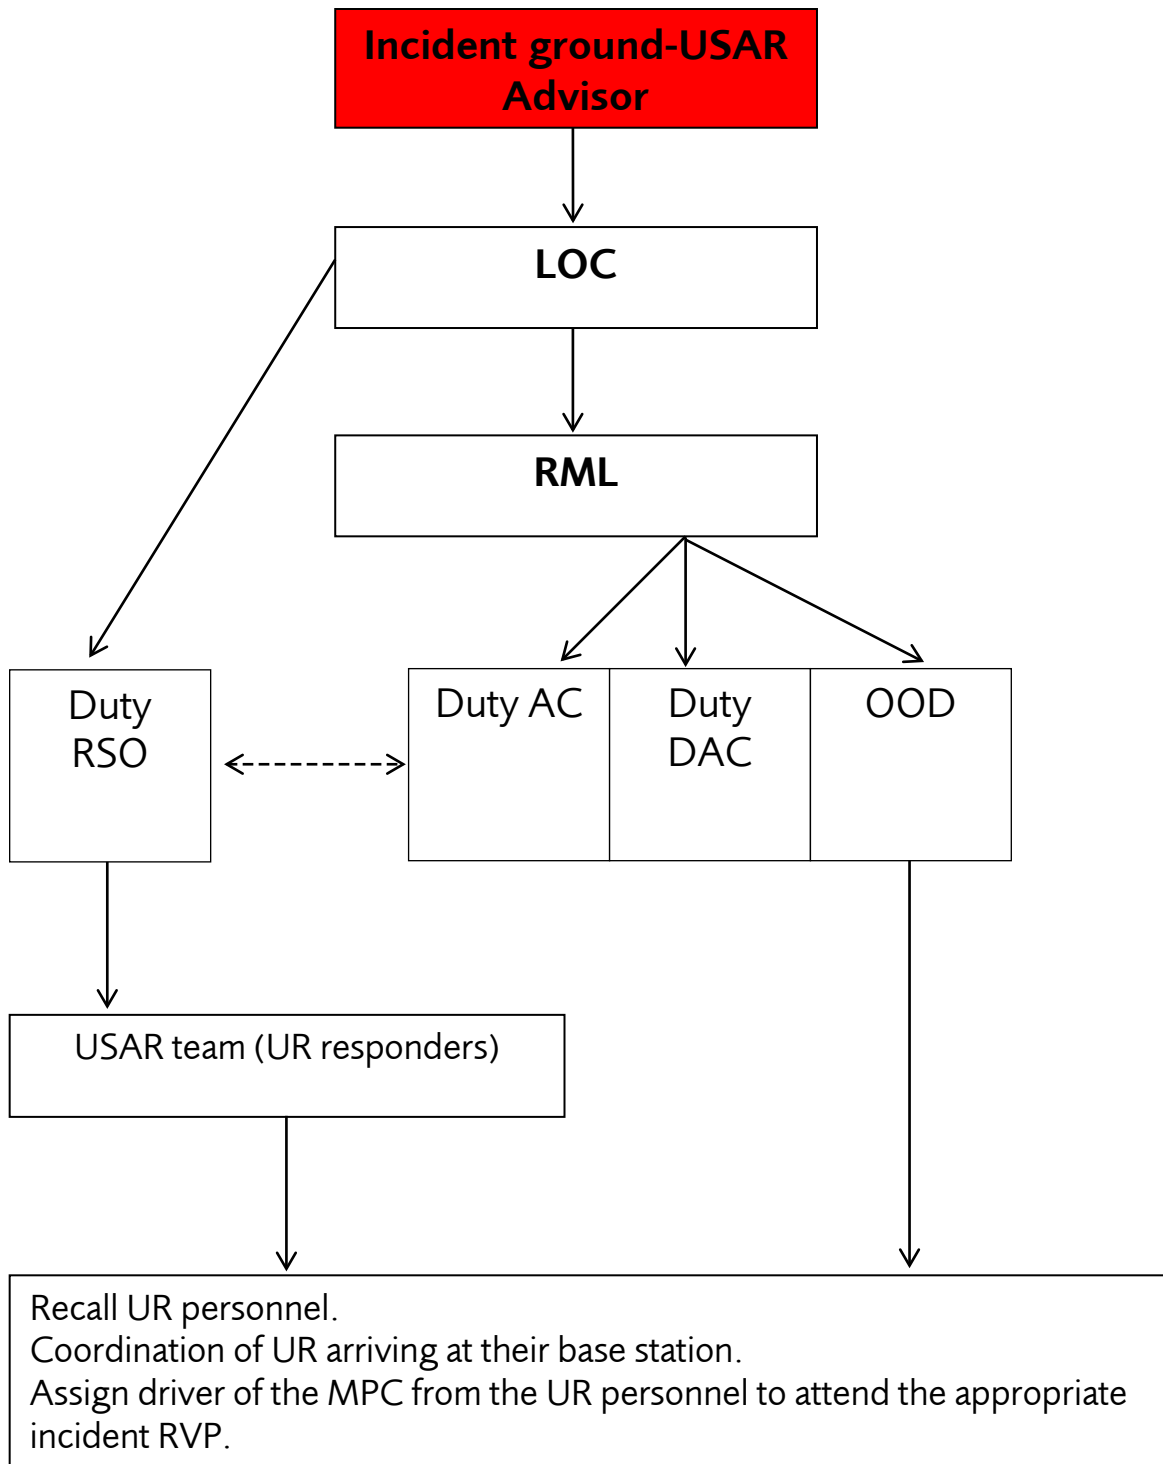 Incident ground-USAR
Advisor
LOC
RML
Duty
RSO
Duty AC
Duty
DAC
OOD
USAR team (UR responders)
Recall UR personnel.
Coordination of UR arriving at their base station.
Assign driver of the MPC from the UR personnel to attend the appropriate
incident RVP.